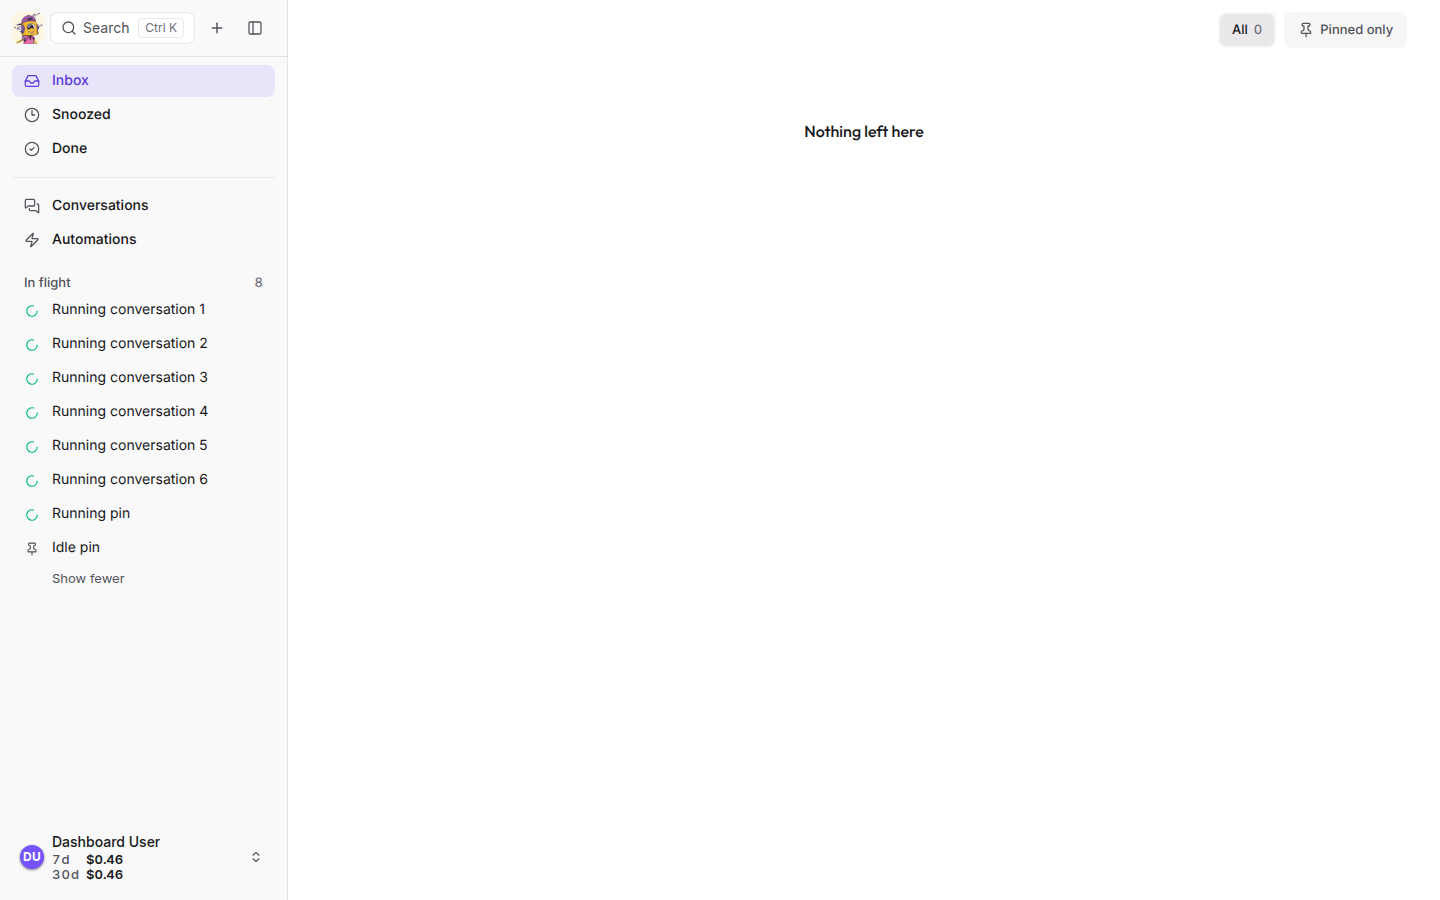 Search Ctrl K
All 0
Pinned only
Inbox
Snoozed
Done
Nothing left here
Conversations
Automations
In flight 8
Running conversation 1
Running conversation 2
Running conversation 3
Running conversation 4
Running conversation 5
Running conversation 6
Running pin
Idle pin
Show fewer
DU
Dashboard User
7d $0.46
30d $0.46